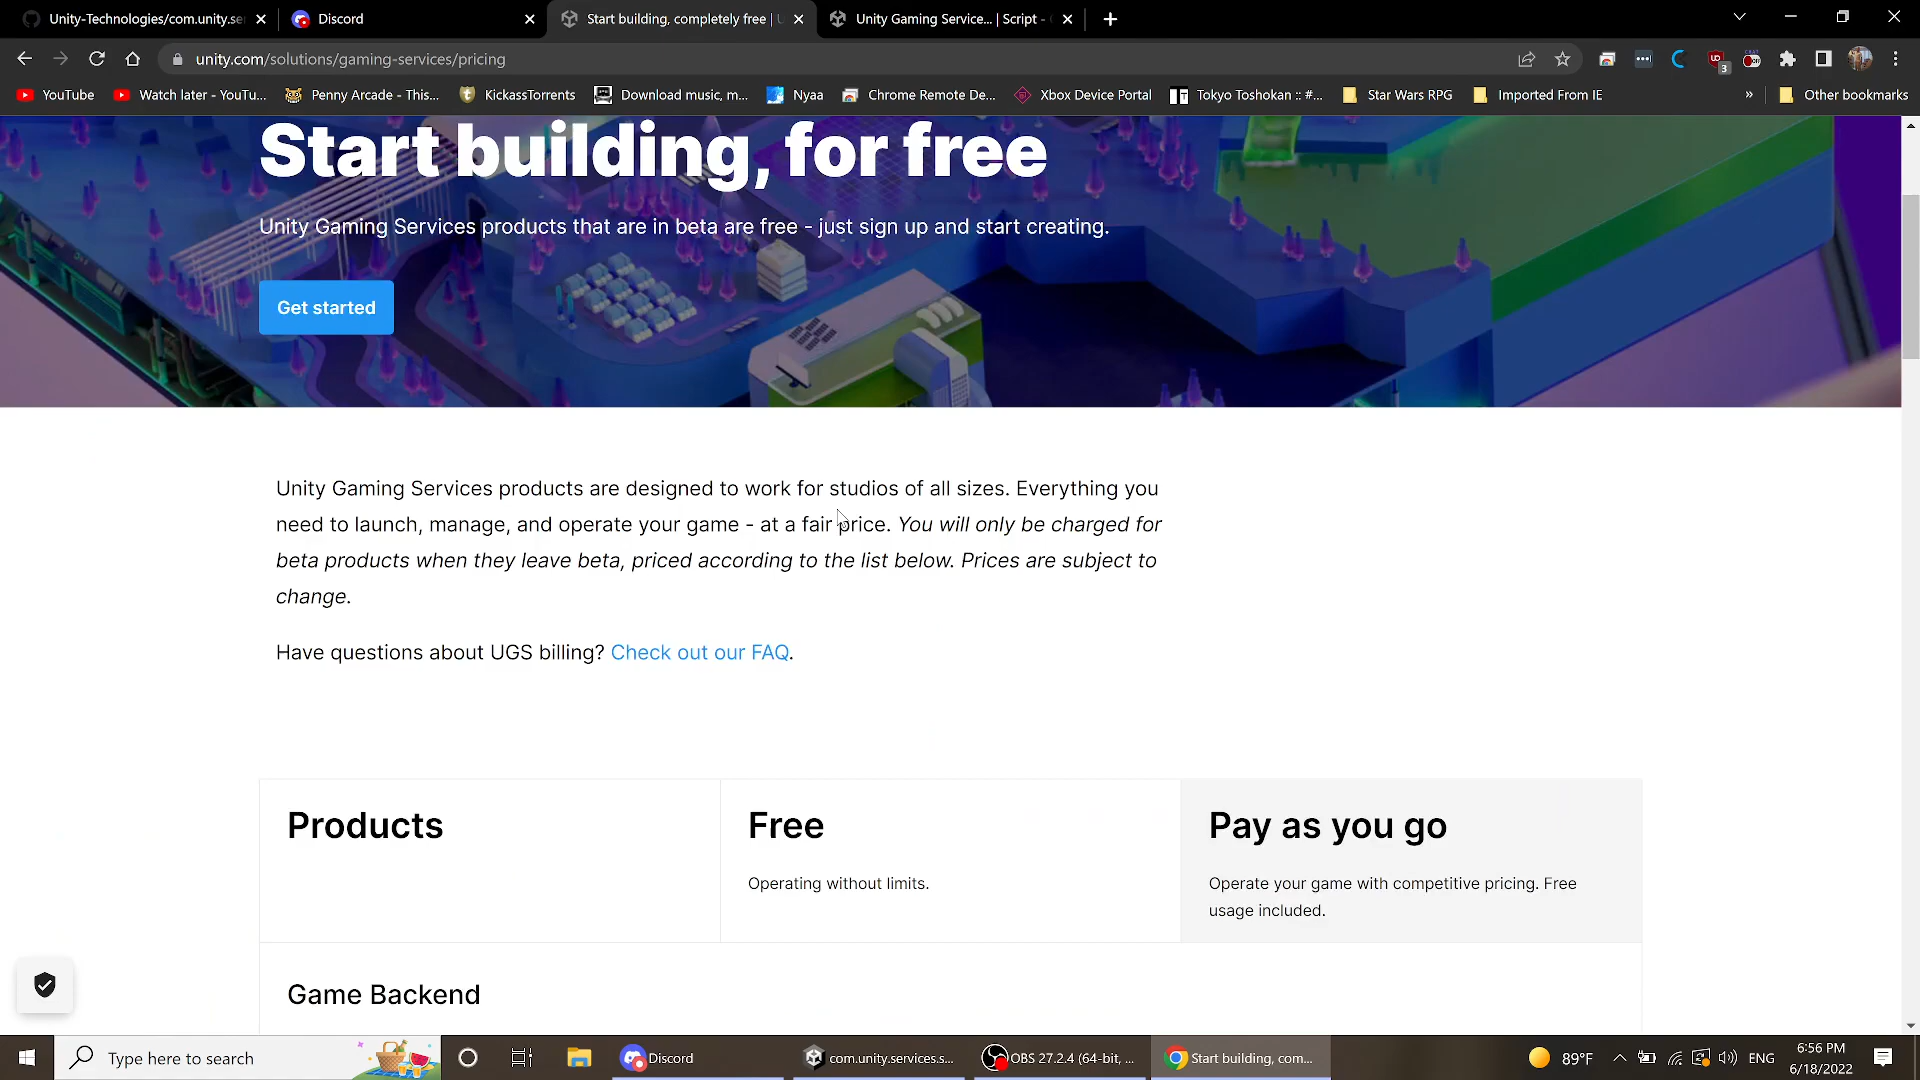 Unity-Technologies/com.unity.se
Discord
Start building, completely free |
Unity Gaming Service... | Script -
unity.com/solutions/gaming-services/pricing
3
YouTube
Watch later - YouTu...
Penny Arcade - This...
KickassTorrents
Download music, m...
Nyaa
Chrome Remote De...
Xbox Device Portal
Tokyo Toshokan :: #...
Star Wars RPG
Imported From IE
»
Other bookmarks
Start building, for free
Unity Gaming Services products that are in beta are free - just sign up and start creating.
Get started
Unity Gaming Services products are designed to work for studios of all sizes. Everything you
need to launch, manage, and operate your game - at a fair price. You will only be charged for
beta products when they leave beta, priced according to the list below. Prices are subject to
change.
Have questions about UGS billing? Check out our FAQ.
Products
Free
Pay as you go
Operating without limits.
Operate your game with competitive pricing. Free
usage included.
Game Backend
Type here to search
Discord
com.unity.services.s...
OBS 27.2.4 (64-bit, ...
Start building, com...
89°F
ENG
6:56 PM
6/18/2022